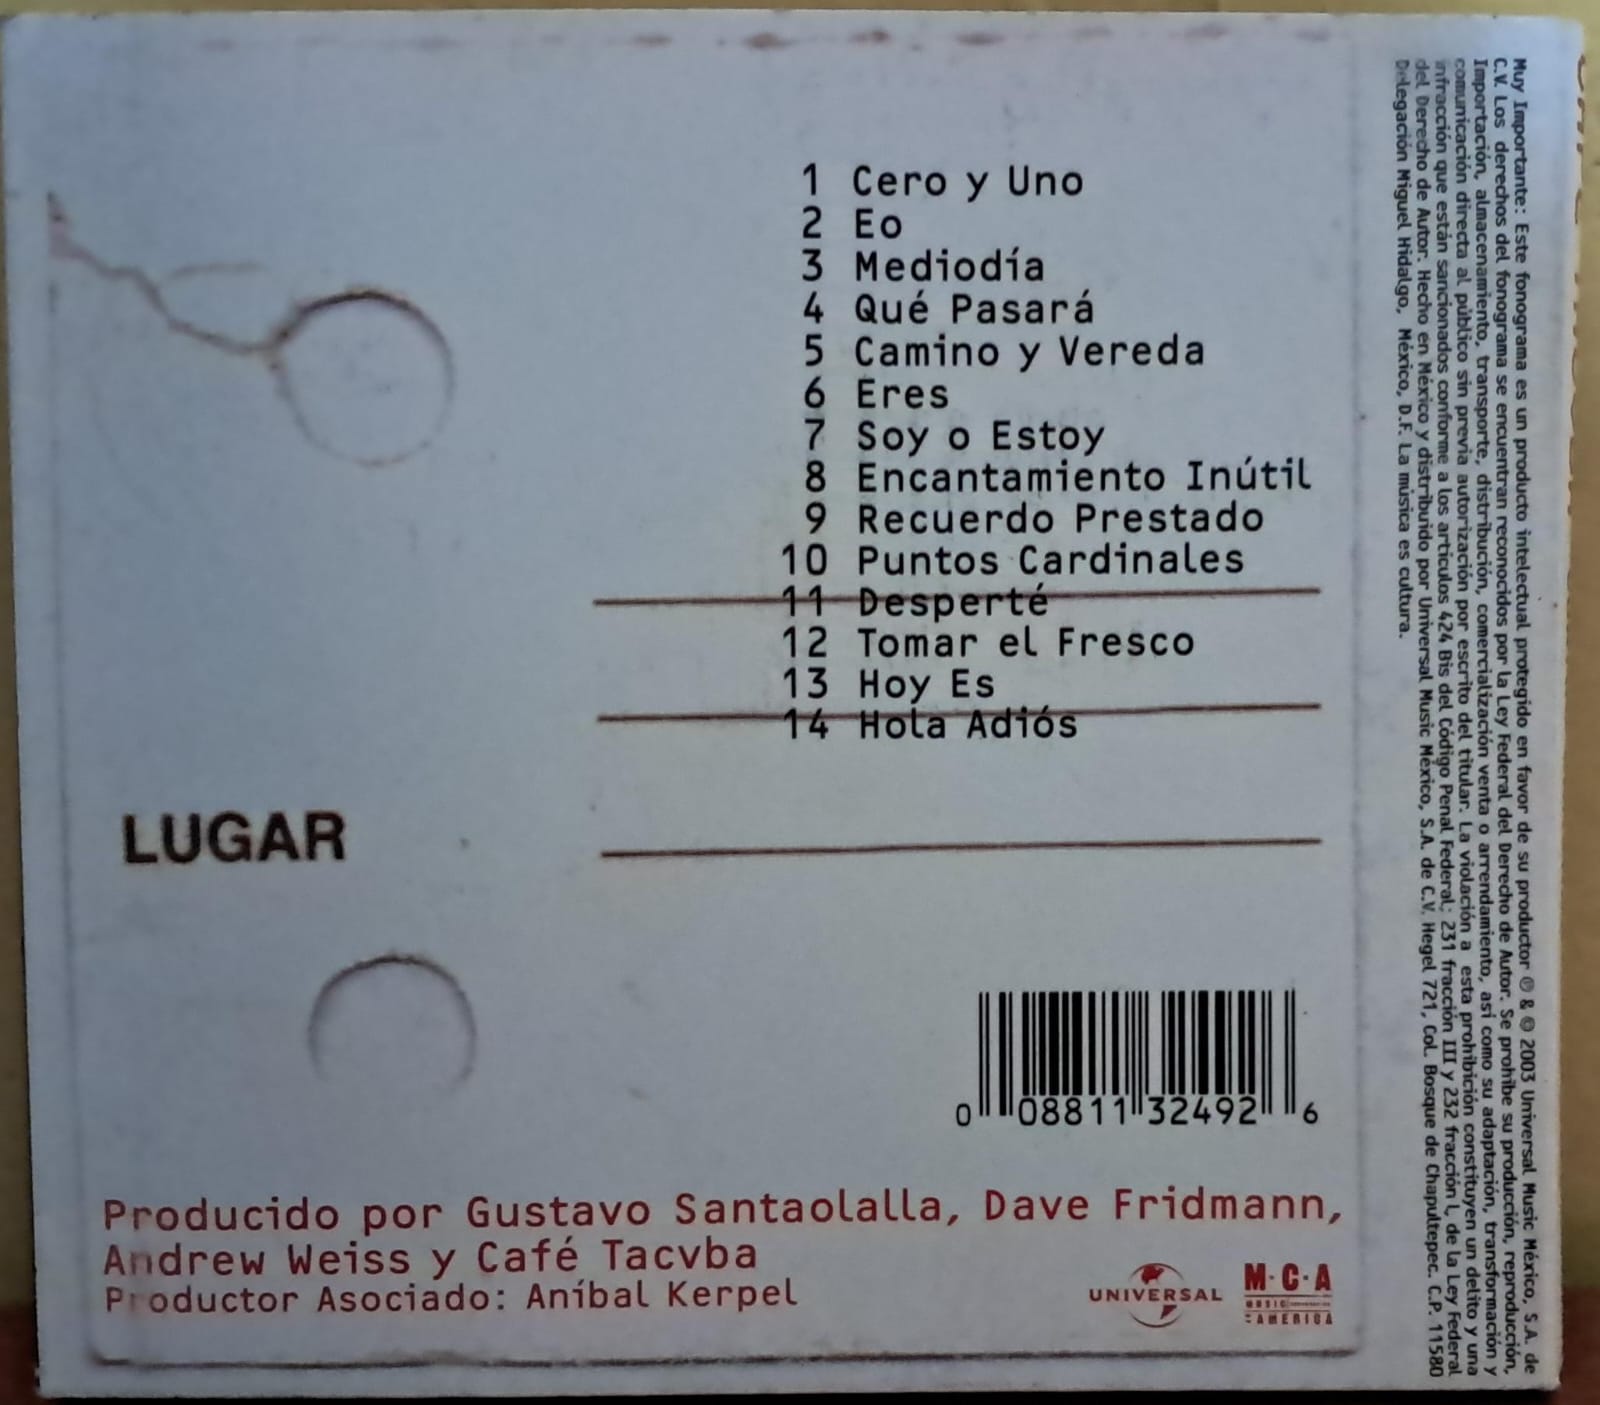 1 Cero y Uno
2 Eo
3 Mediodía
4 Qué Pasará
5 Camino y Vereda
6 Eres
7 Soy o Estoy
8 Encantamiento Inútil
9 Recuerdo Prestado
10 Puntos Cardinales
11 Desperté
12 Tomar el Fresco
13 Hoy Es
14 Hola Adiós
LUGAR
0 08811 32492 6
Producido por Gustavo Santaolalla, Dave Fridmann,
Andrew Weiss y Café Tacvba
Productor Asociado: Aníbal Kerpel
UNIVERSAL
M·C·A
MUSIC
AMERICA
Muy Importante: Este fonograma es un producto intelectual protegido en favor de su productor ℗ & © 2003 Universal Music México, S.A. de
C.V. Los derechos del fonograma se encuentran reconocidos por la Ley Federal del Derecho de Autor. Se prohibe su producción, reproducción,
Importación, almacenamiento, transporte, distribución, comercialización venta o arrendamiento, así como su adaptación, transformación y
comunicación directa al público sin previa autorización por escrito del titular. La violación a esta prohibición constituyen un delito y una
infracción que están sancionados conforme a los artículos 424 Bis del Código Penal Federal; 231 fracción III y 232 fracción I, de la Ley Federal
del Derecho de Autor. Hecho en México y distribuido por Universal Music México, S.A. de C.V. Hegel 721, Col. Bosque de Chapultepec. C.P. 11580
Delegación Miguel Hidalgo, México, D.F. La música es cultura.